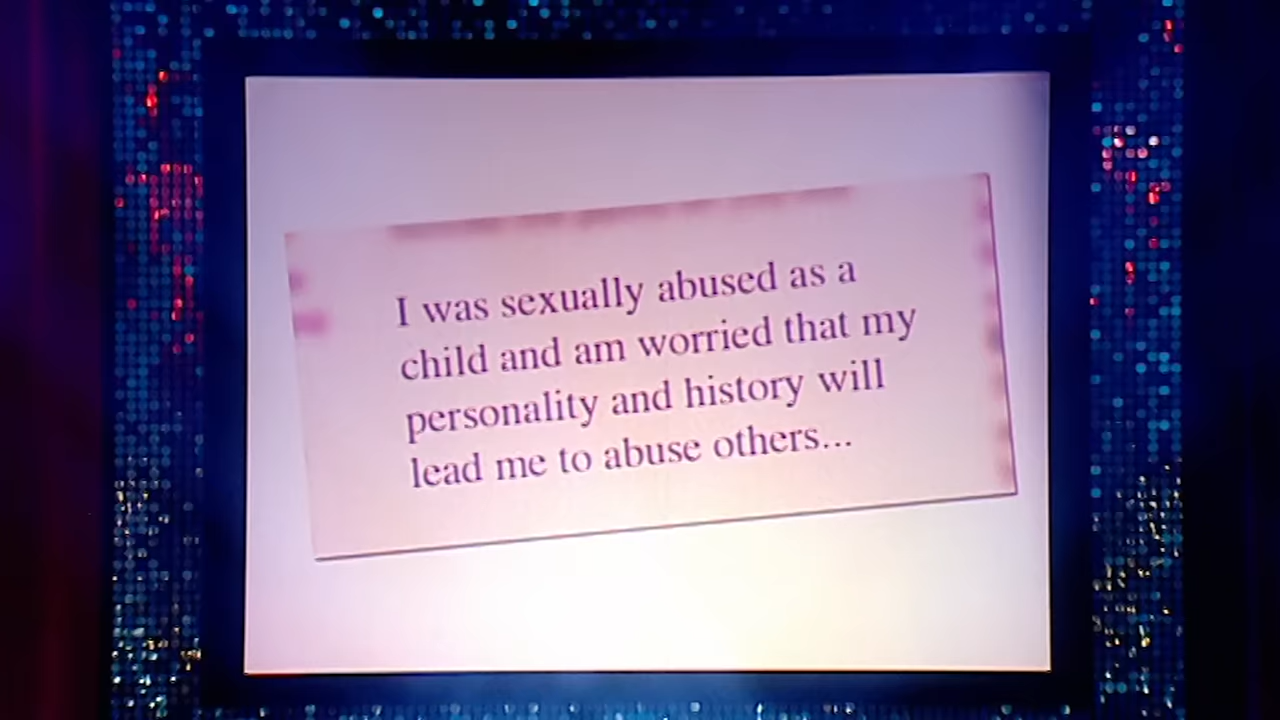 I was sexually abused as a
child and am worried that my
personality and history will
lead me to abuse others...